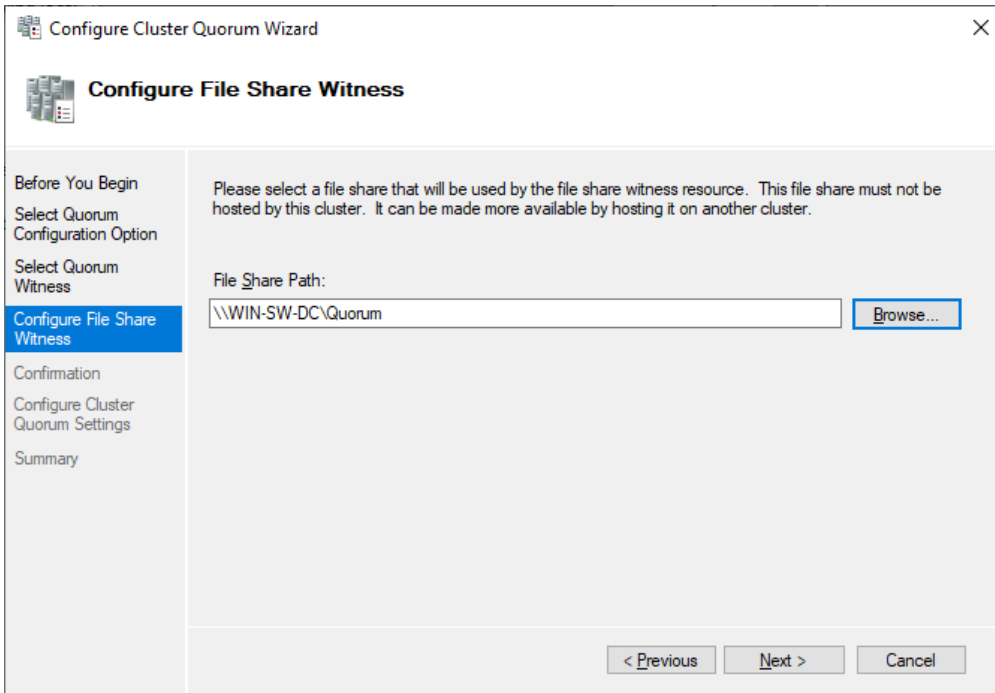 Configure Cluster Quorum Wizard
Configure File Share Witness
Before You Begin
Select Quorum
Configuration Option
Select Quorum
Witness
Configure File Share
Witness
Confirmation
Configure Cluster
Quorum Settings
Summary
Please select a file share that will be used by the file share witness resource.  This file share must not be
hosted by this cluster.  It can be made more available by hosting it on another cluster.
File Share Path:
\\WIN-SW-DC\Quorum
Browse...
< Previous
Next >
Cancel